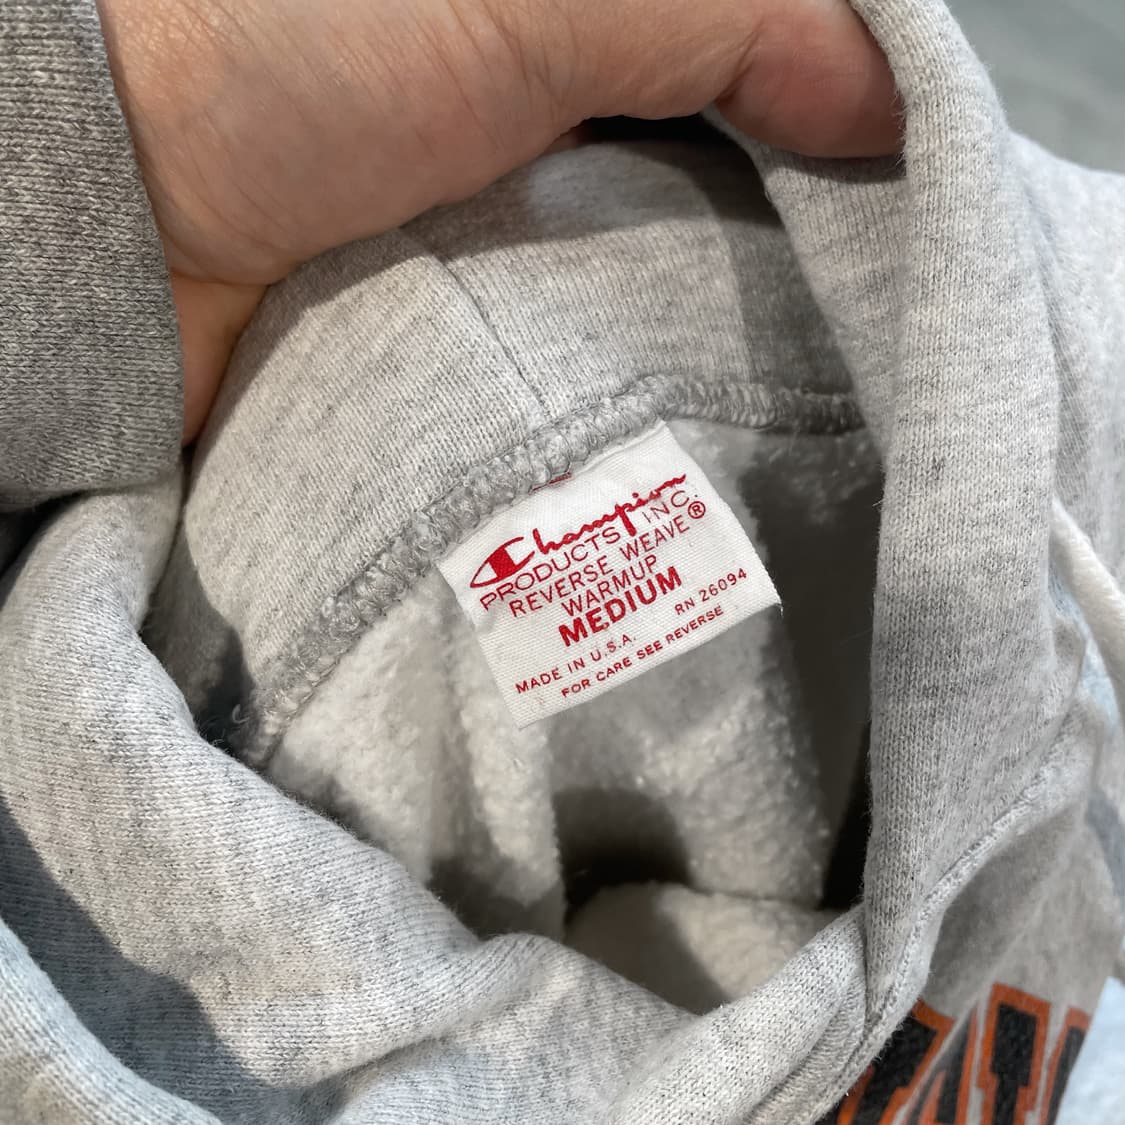 Champion
PRODUCTS INC.
REVERSE WEAVE®
WARMUP
MEDIUM
RN 26094
MADE IN U.S.A.
FOR CARE SEE REVERSE